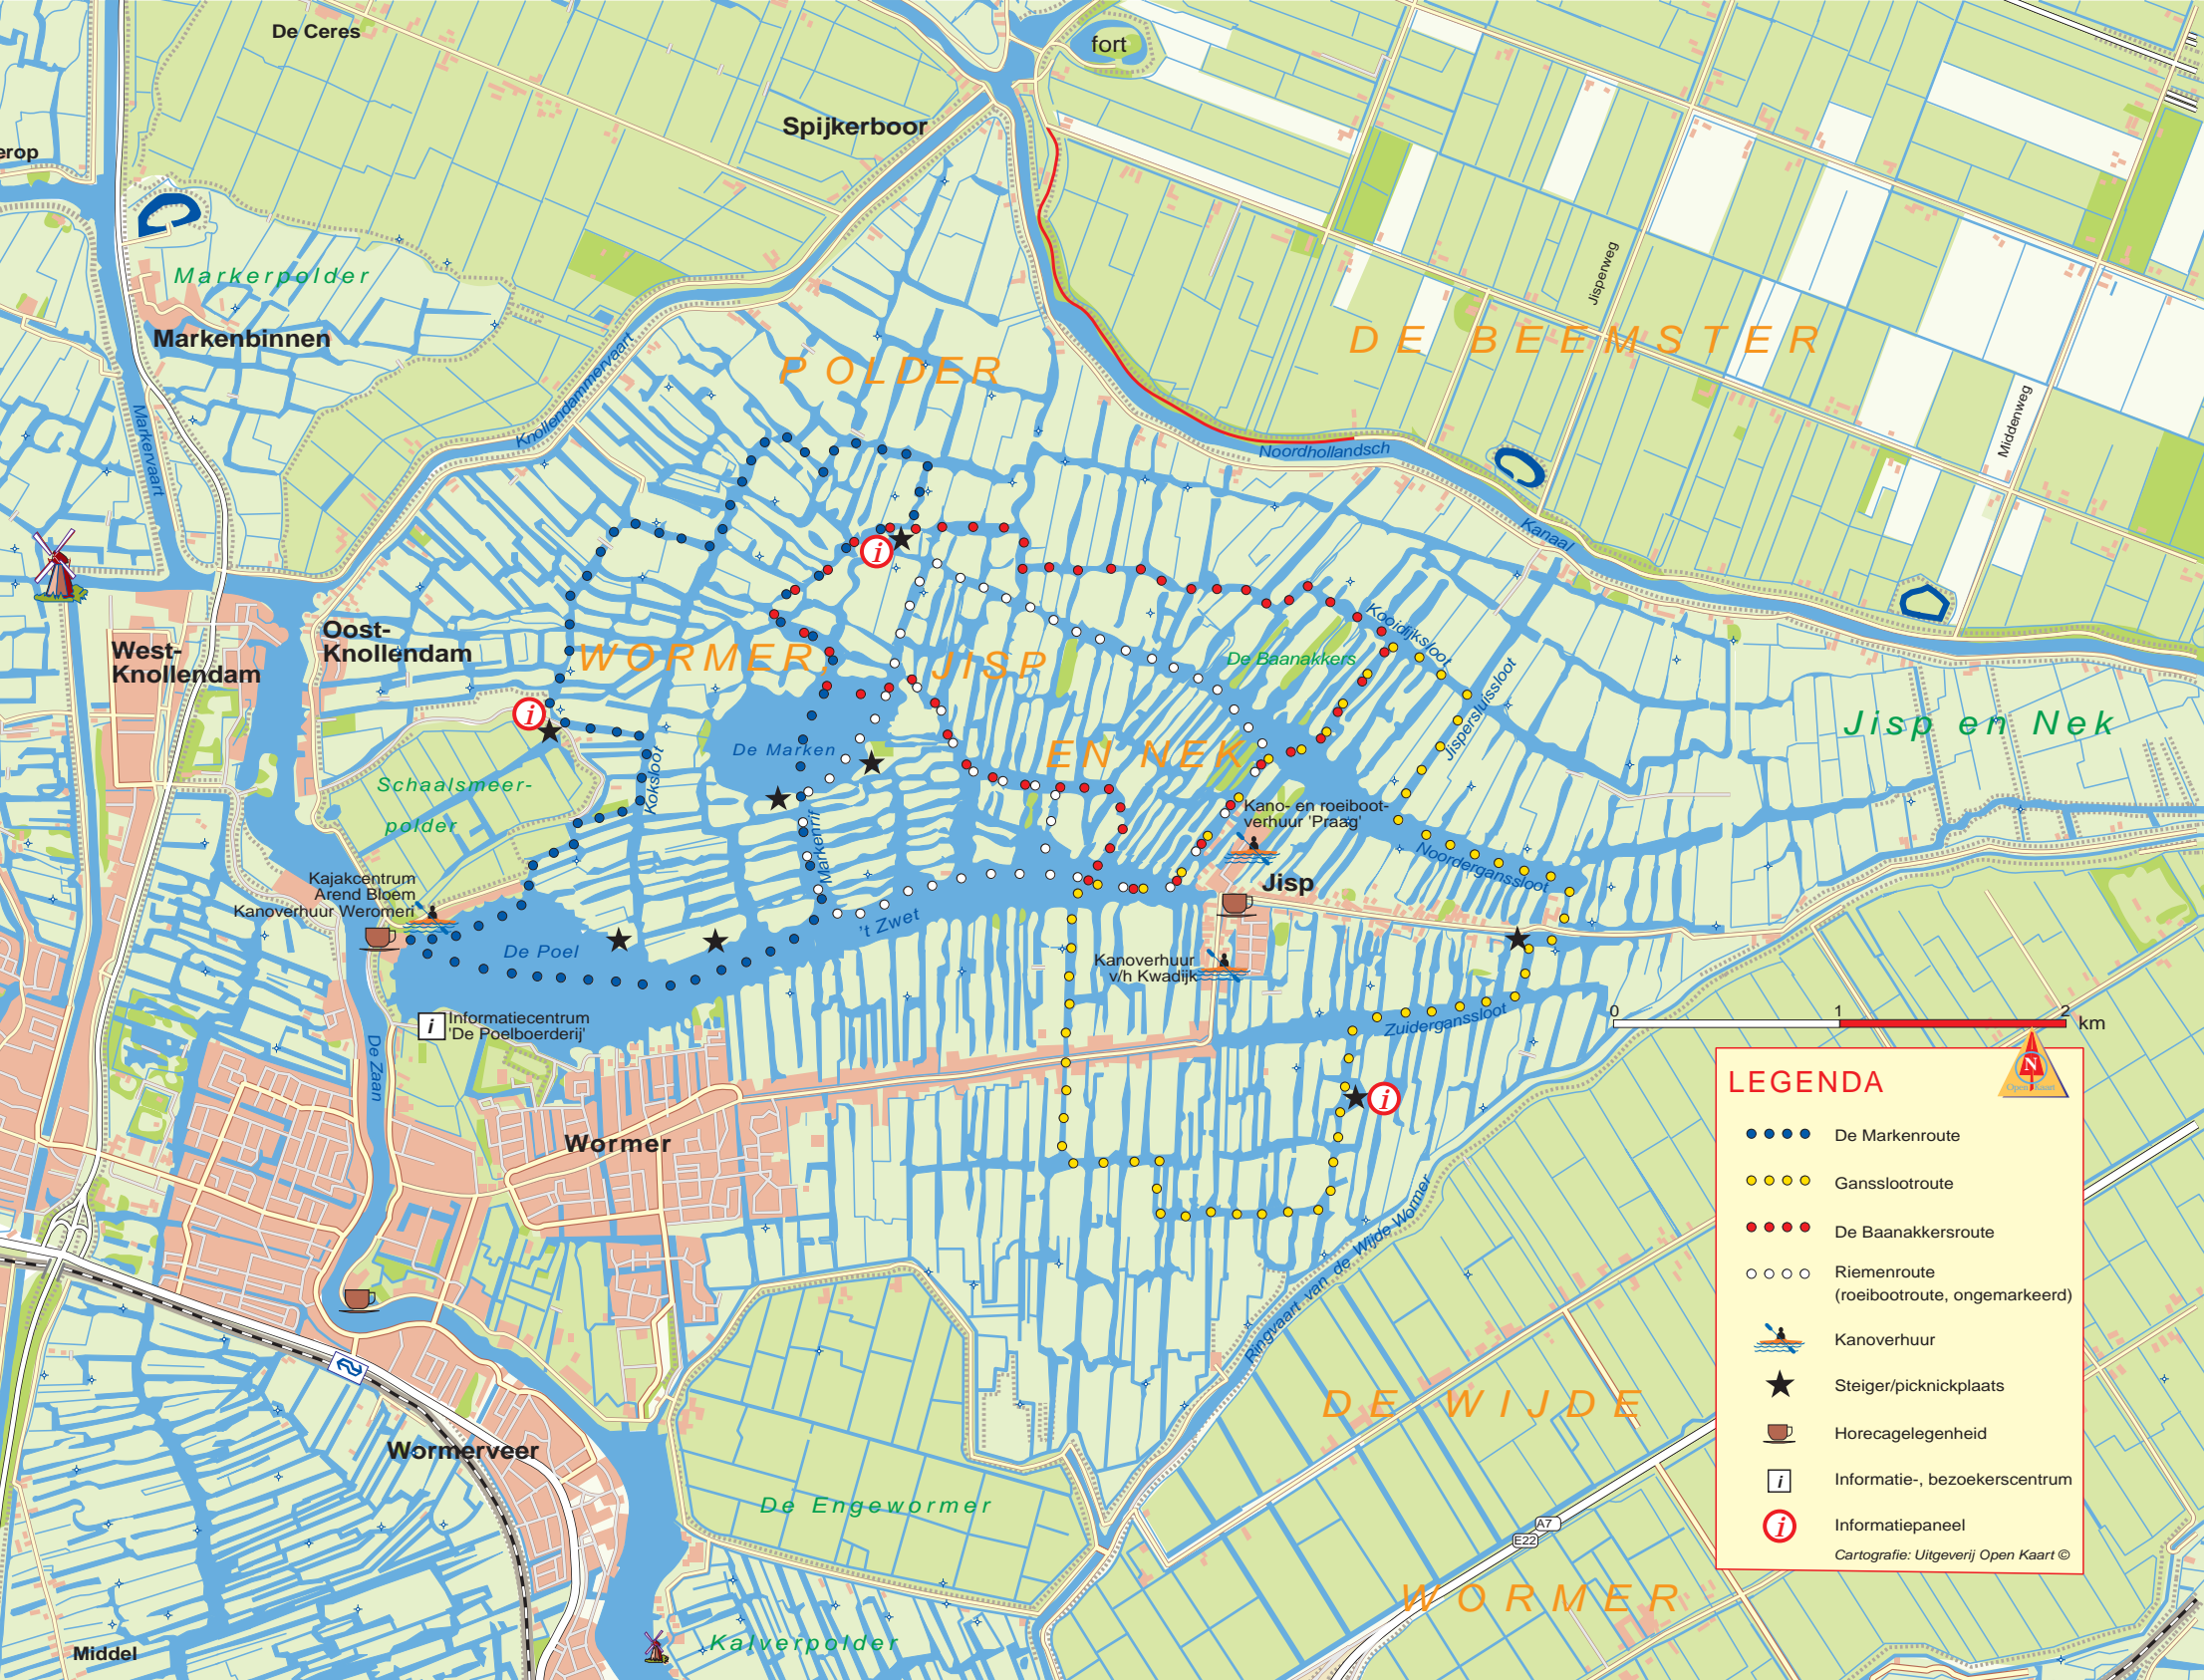 De Ceres
fort
Spijkerboor
erop
Markerpolder
Markenbinnen
Jisperweg
DE BEEMSTER
POLDER
Knollendammervaart
Markervaart
Middenweg
Noordhollandsch
Kanaal
Oost-
Knollendam
West-
Knollendam
WORMER,
JISP
Kooidijksloot
De Baanakkers
Jispersluissloot
Jisp en Nek
De Marken
EN NEK
Koksloot
Schaalsmeer-
polder
Markenrif
Kano- en roeiboot-
verhuur 'Praag'
Noorderganssloot
Kajakcentrum
Arend Bloem
Kanoverhuur Weromeri
Jisp
't Zwet
De Poel
Kanoverhuur
v/h Kwadijk
i
Informatiecentrum
'De Poelboerderij'
Zuiderganssloot
De Zaan
Wormer
0 1 2 km
LEGENDA
N
Open Kaart
De Markenroute
Gansslootroute
De Baanakkersroute
Riemenroute
(roeibootroute, ongemarkeerd)
Kanoverhuur
Steiger/picknickplaats
Horecagelegenheid
i Informatie-, bezoekerscentrum
i Informatiepaneel
Cartografie: Uitgeverij Open Kaart ©
Ringvaart van de Wijde Wormer
DE WIJDE
Wormerveer
De Engewormer
A7
E22
WORMER
Kalverpolder
Middel